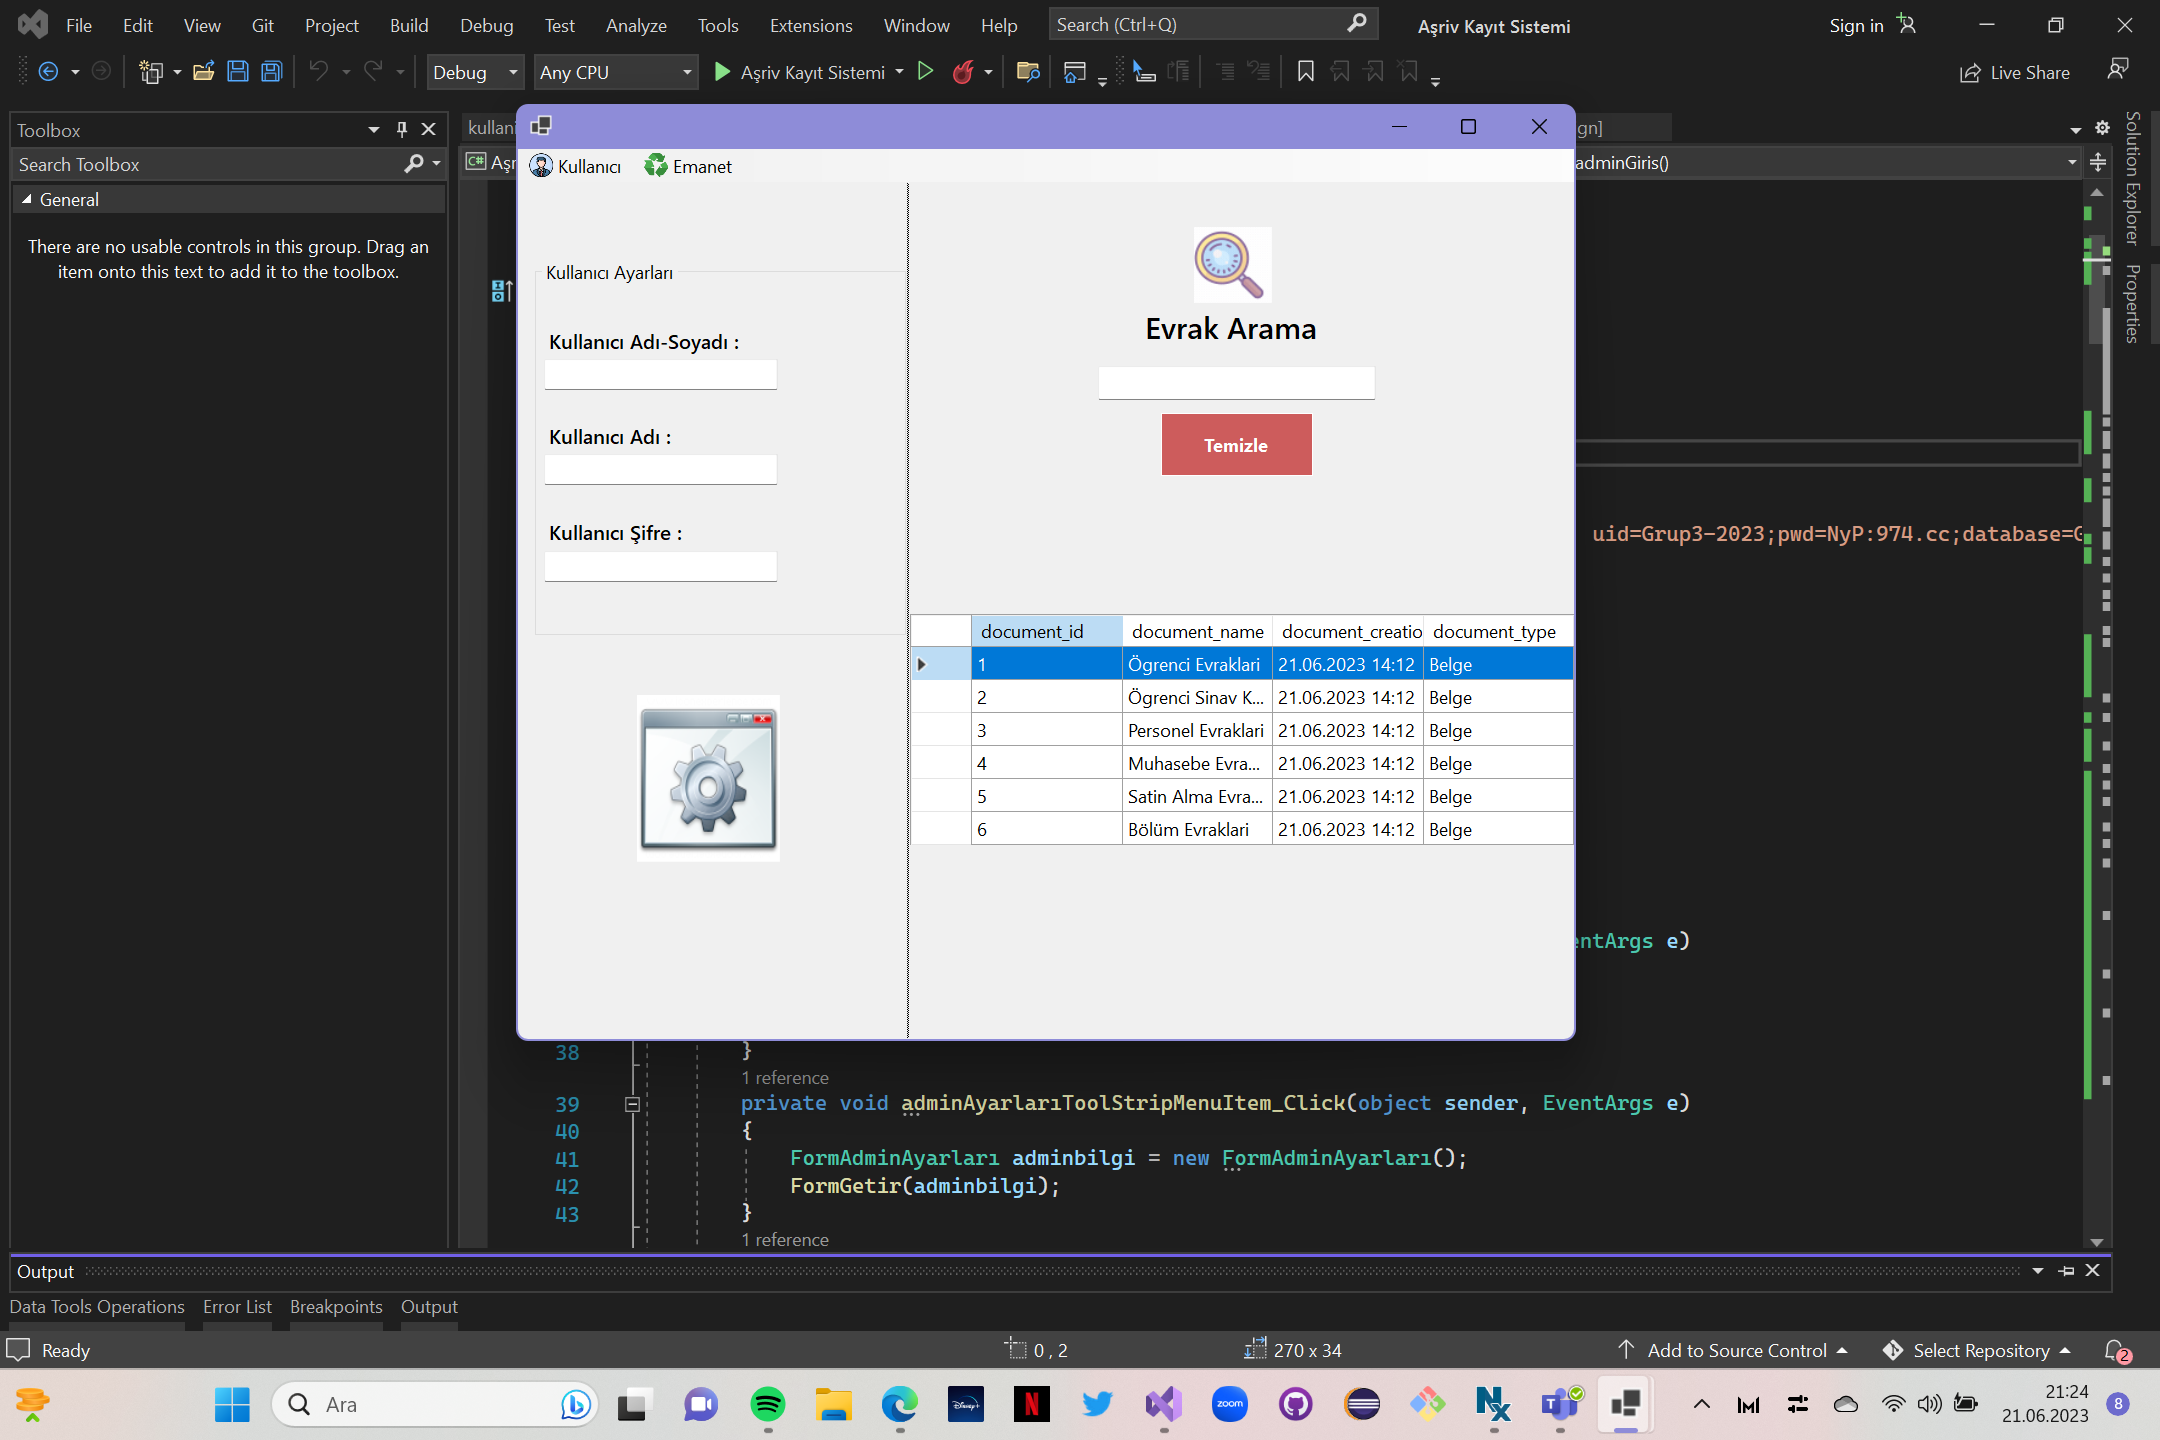 File Edit View Git Project Build Debug Test Analyze Tools Extensions Window Help Search (Ctrl+Q) Aşriv Kayıt Sistemi Sign in
Debug Any CPU Aşriv Kayıt Sistemi Live Share
Toolbox
Search Toolbox
General
There are no usable controls in this group. Drag an
item onto this text to add it to the toolbox.
kullani
gn]
C# Aşr
adminGiris()
Solution Explorer
Properties
Kullanıcı Emanet
Kullanıcı Ayarları
Kullanıcı Adı-Soyadı :
Kullanıcı Adı :
Kullanıcı Şifre :
Evrak Arama
Temizle
uid=Grup3-2023;pwd=NyP:974.cc;database=G
document_id document_name document_creatio document_type
1 Ögrenci Evraklari 21.06.2023 14:12 Belge
2 Ögrenci Sinav K... 21.06.2023 14:12 Belge
3 Personel Evraklari 21.06.2023 14:12 Belge
4 Muhasebe Evra... 21.06.2023 14:12 Belge
5 Satin Alma Evra... 21.06.2023 14:12 Belge
6 Bölüm Evraklari 21.06.2023 14:12 Belge
entArgs e)
38 }
1 reference
39 private void adminAyarlarıToolStripMenuItem_Click(object sender, EventArgs e)
40 {
41 FormAdminAyarları adminbilgi = new FormAdminAyarları();
42 FormGetir(adminbilgi);
43 }
1 reference
Output
Data Tools Operations Error List Breakpoints Output
Ready 0 , 2 270 x 34 Add to Source Control Select Repository 2
Ara Disney+ N zoom 21:24
21.06.2023
8